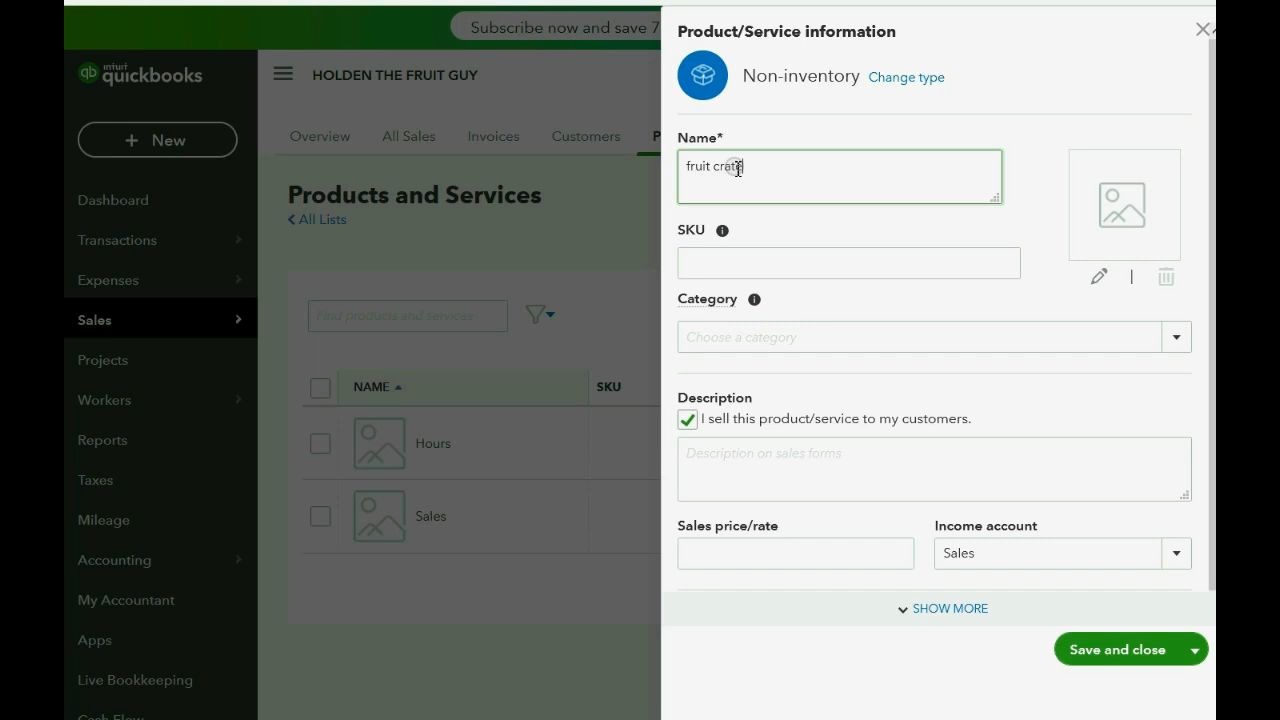 Subscribe now and save 7
intuit
quickbooks
HOLDEN THE FRUIT GUY
+ New
Overview
All Sales
Invoices
Customers
P
Dashboard
Transactions
Expenses
Sales
Projects
Workers
Reports
Taxes
Mileage
Accounting
My Accountant
Apps
Live Bookkeeping
Cash Flow
Products and Services
All Lists
Find products and services
NAME
SKU
Hours
Sales
Product/Service information
Non-inventory Change type
Name*
fruit crate
SKU
Category
Choose a category
Description
I sell this product/service to my customers.
Description on sales forms
Sales price/rate
Income account
Sales
SHOW MORE
Save and close